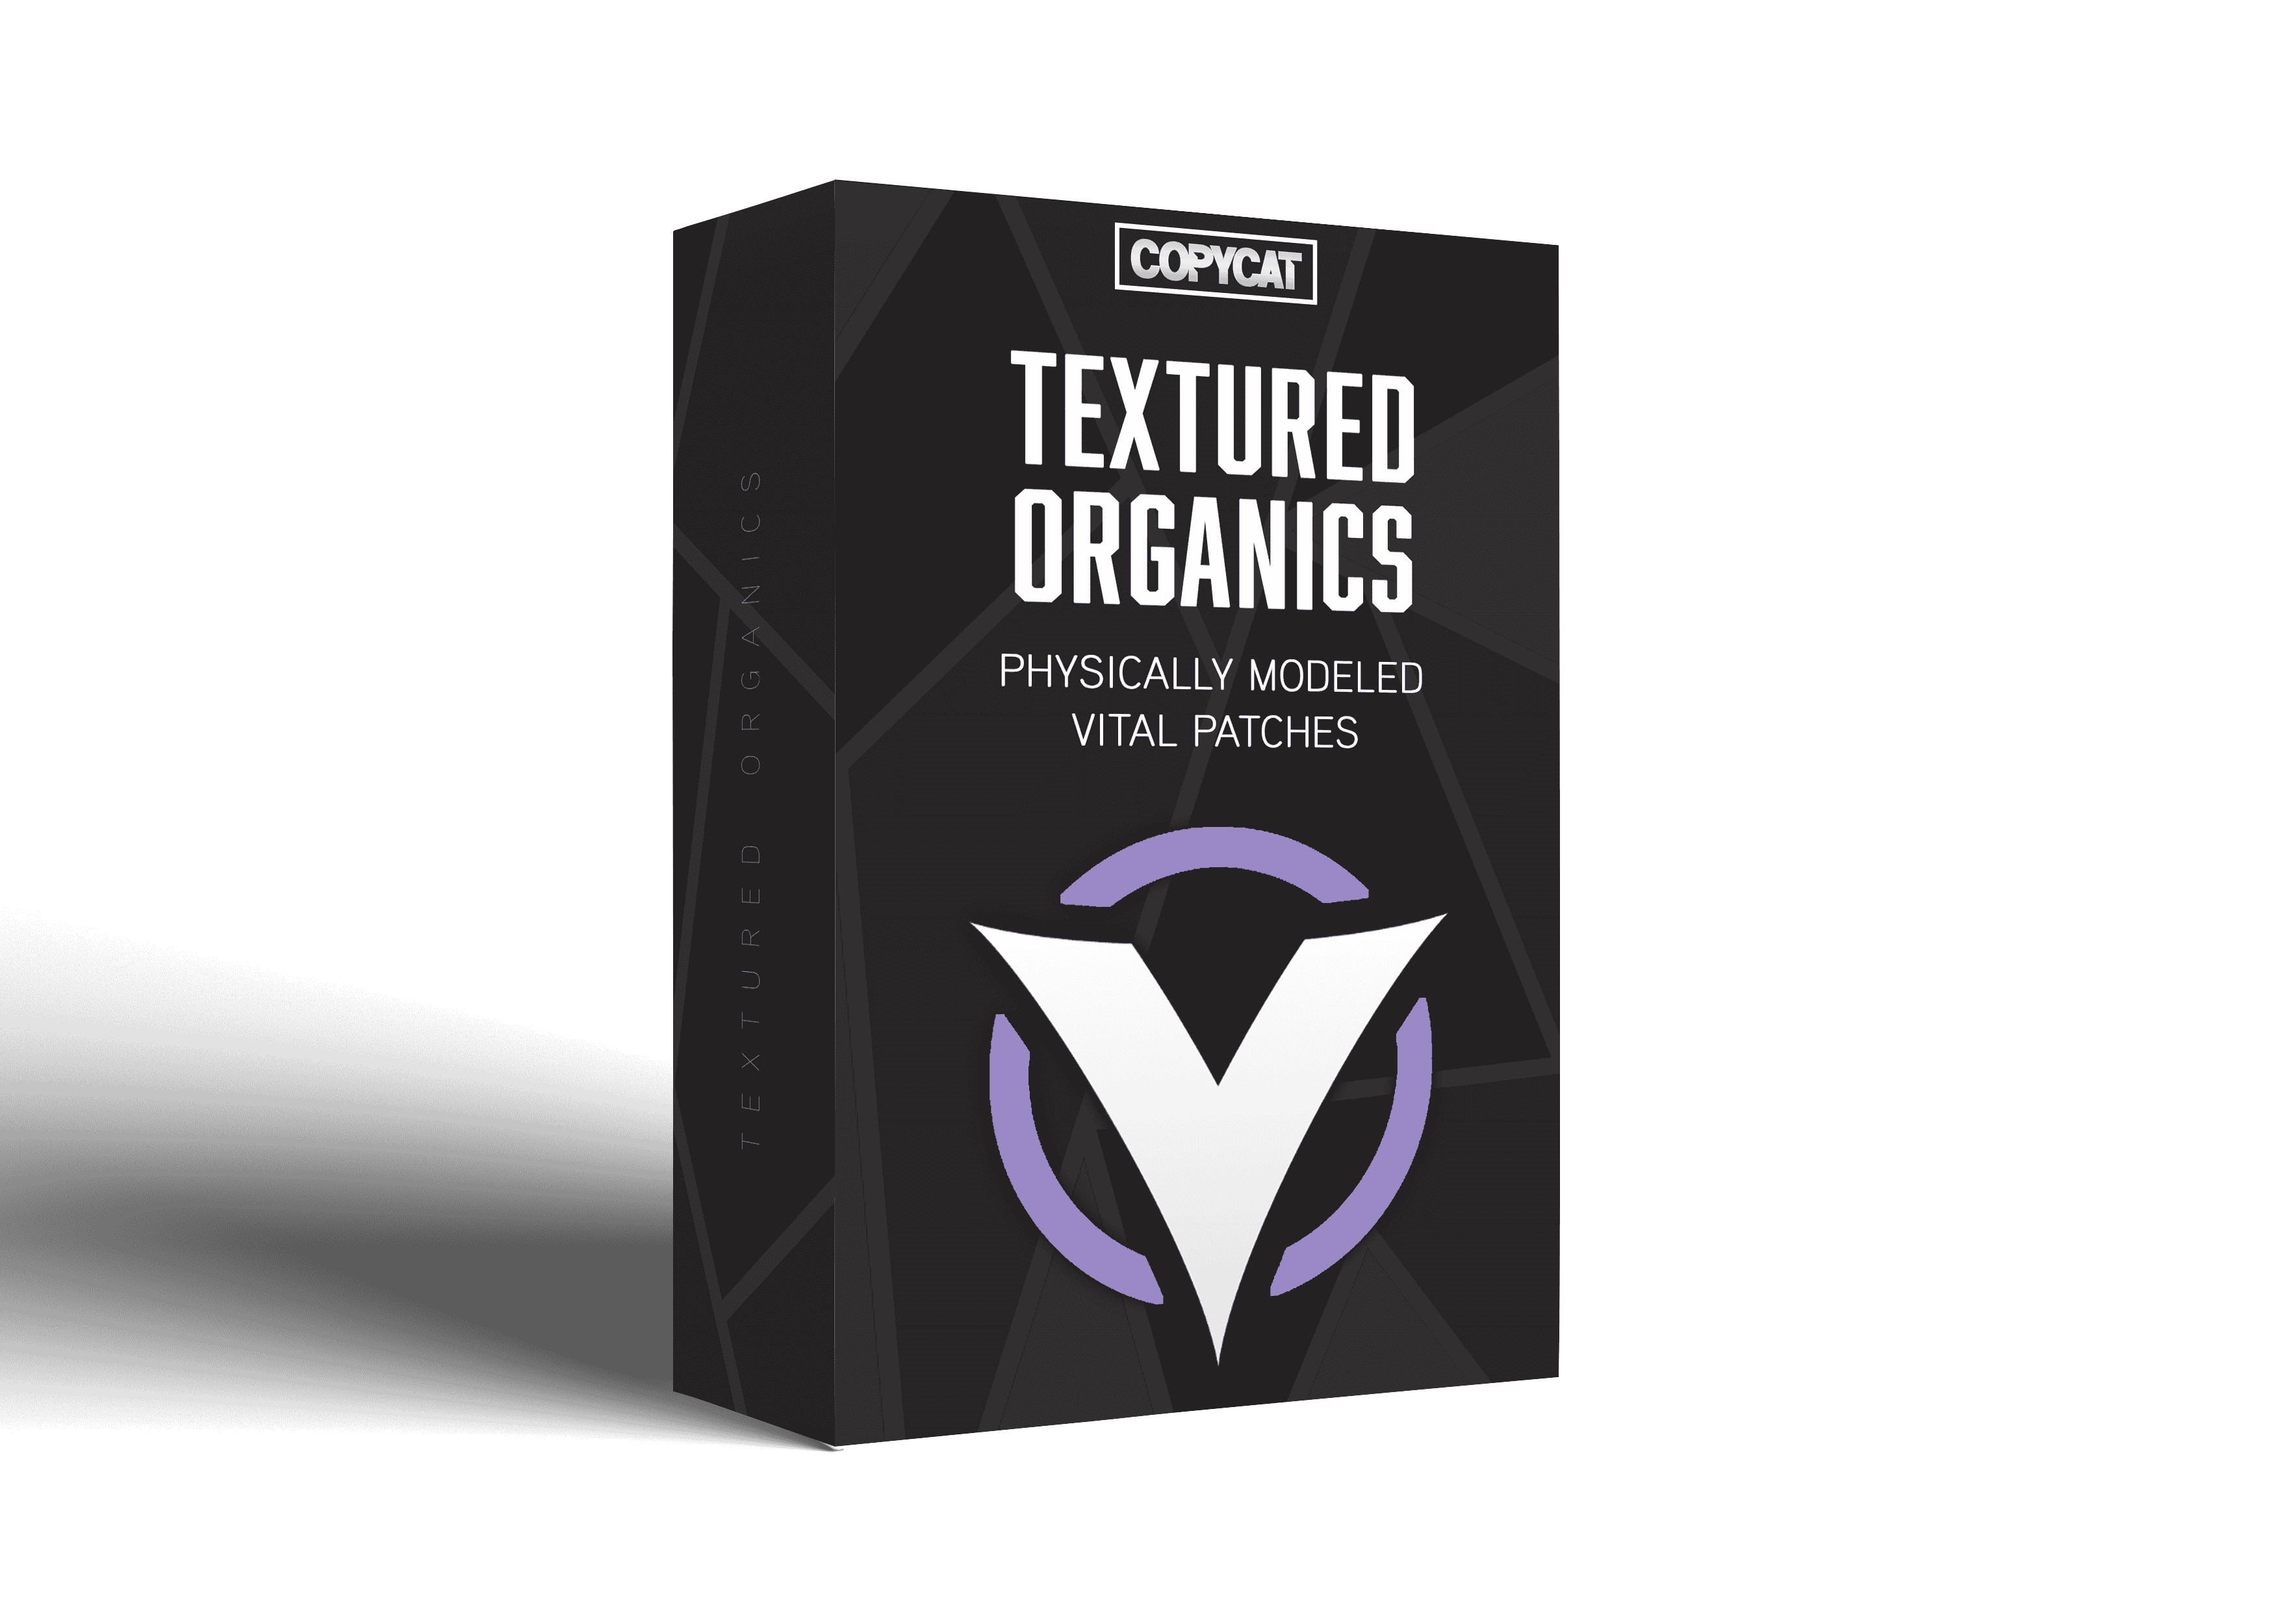 COPYCAT
TEXTURED
ORGANICS
PHYSICALLY MODELED
VITAL PATCHES
TEXTURED ORGANICS